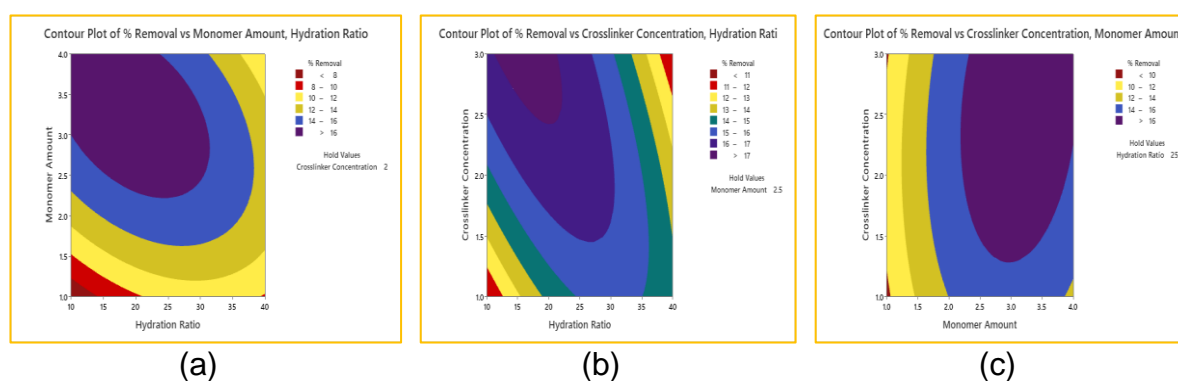 Contour Plot of % Removal vs Monomer Amount, Hydration Ratio
4.0
3.5
3.0
2.5
2.0
1.5
1.0
Monomer Amount
10 15 20 25 30 35 40
Hydration Ratio
% Removal
< 8
8 – 10
10 – 12
12 – 14
14 – 16
> 16
Hold Values
Crosslinker Concentration 2
(a)
Contour Plot of % Removal vs Crosslinker Concentration, Hydration Rati
3.0
2.5
2.0
1.5
1.0
Crosslinker Concentration
10 15 20 25 30 35 40
Hydration Ratio
% Removal
< 11
11 – 12
12 – 13
13 – 14
14 – 15
15 – 16
16 – 17
> 17
Hold Values
Monomer Amount 2.5
(b)
Contour Plot of % Removal vs Crosslinker Concentration, Monomer Amoun
3.0
2.5
2.0
1.5
1.0
Crosslinker Concentration
1.0 1.5 2.0 2.5 3.0 3.5 4.0
Monomer Amount
% Removal
< 10
10 – 12
12 – 14
14 – 16
> 16
Hold Values
Hydration Ratio 25
(c)